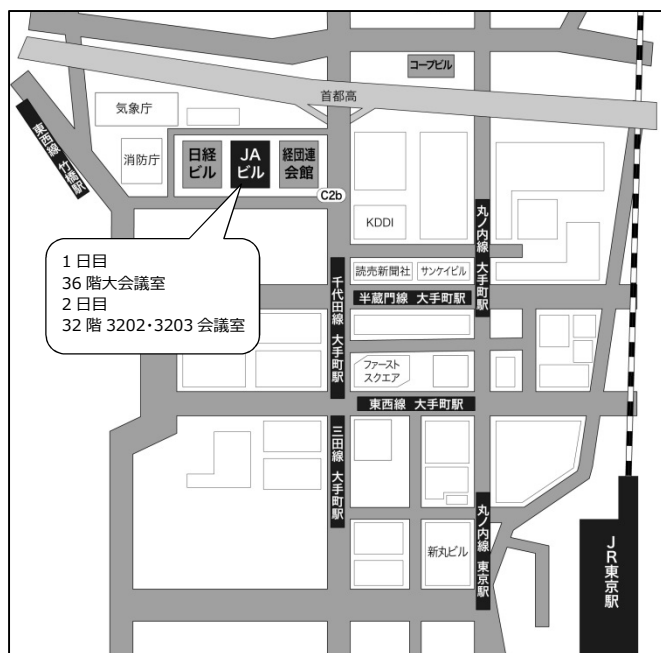 コープビル
首都高
気象庁
東西線 竹橋駅
消防庁
日経
ビル
JA
ビル
経団連
会館
C2b
KDDI
丸ノ内線 大手町駅
1日目
36 階大会議室
2日目
32 階 3202・3203 会議室
読売新聞社
サンケイビル
千代田線 大手町駅
半蔵門線 大手町駅
ファースト
スクエア
東西線 大手町駅
三田線 大手町駅
丸ノ内線 東京駅
新丸ビル
JR東京駅